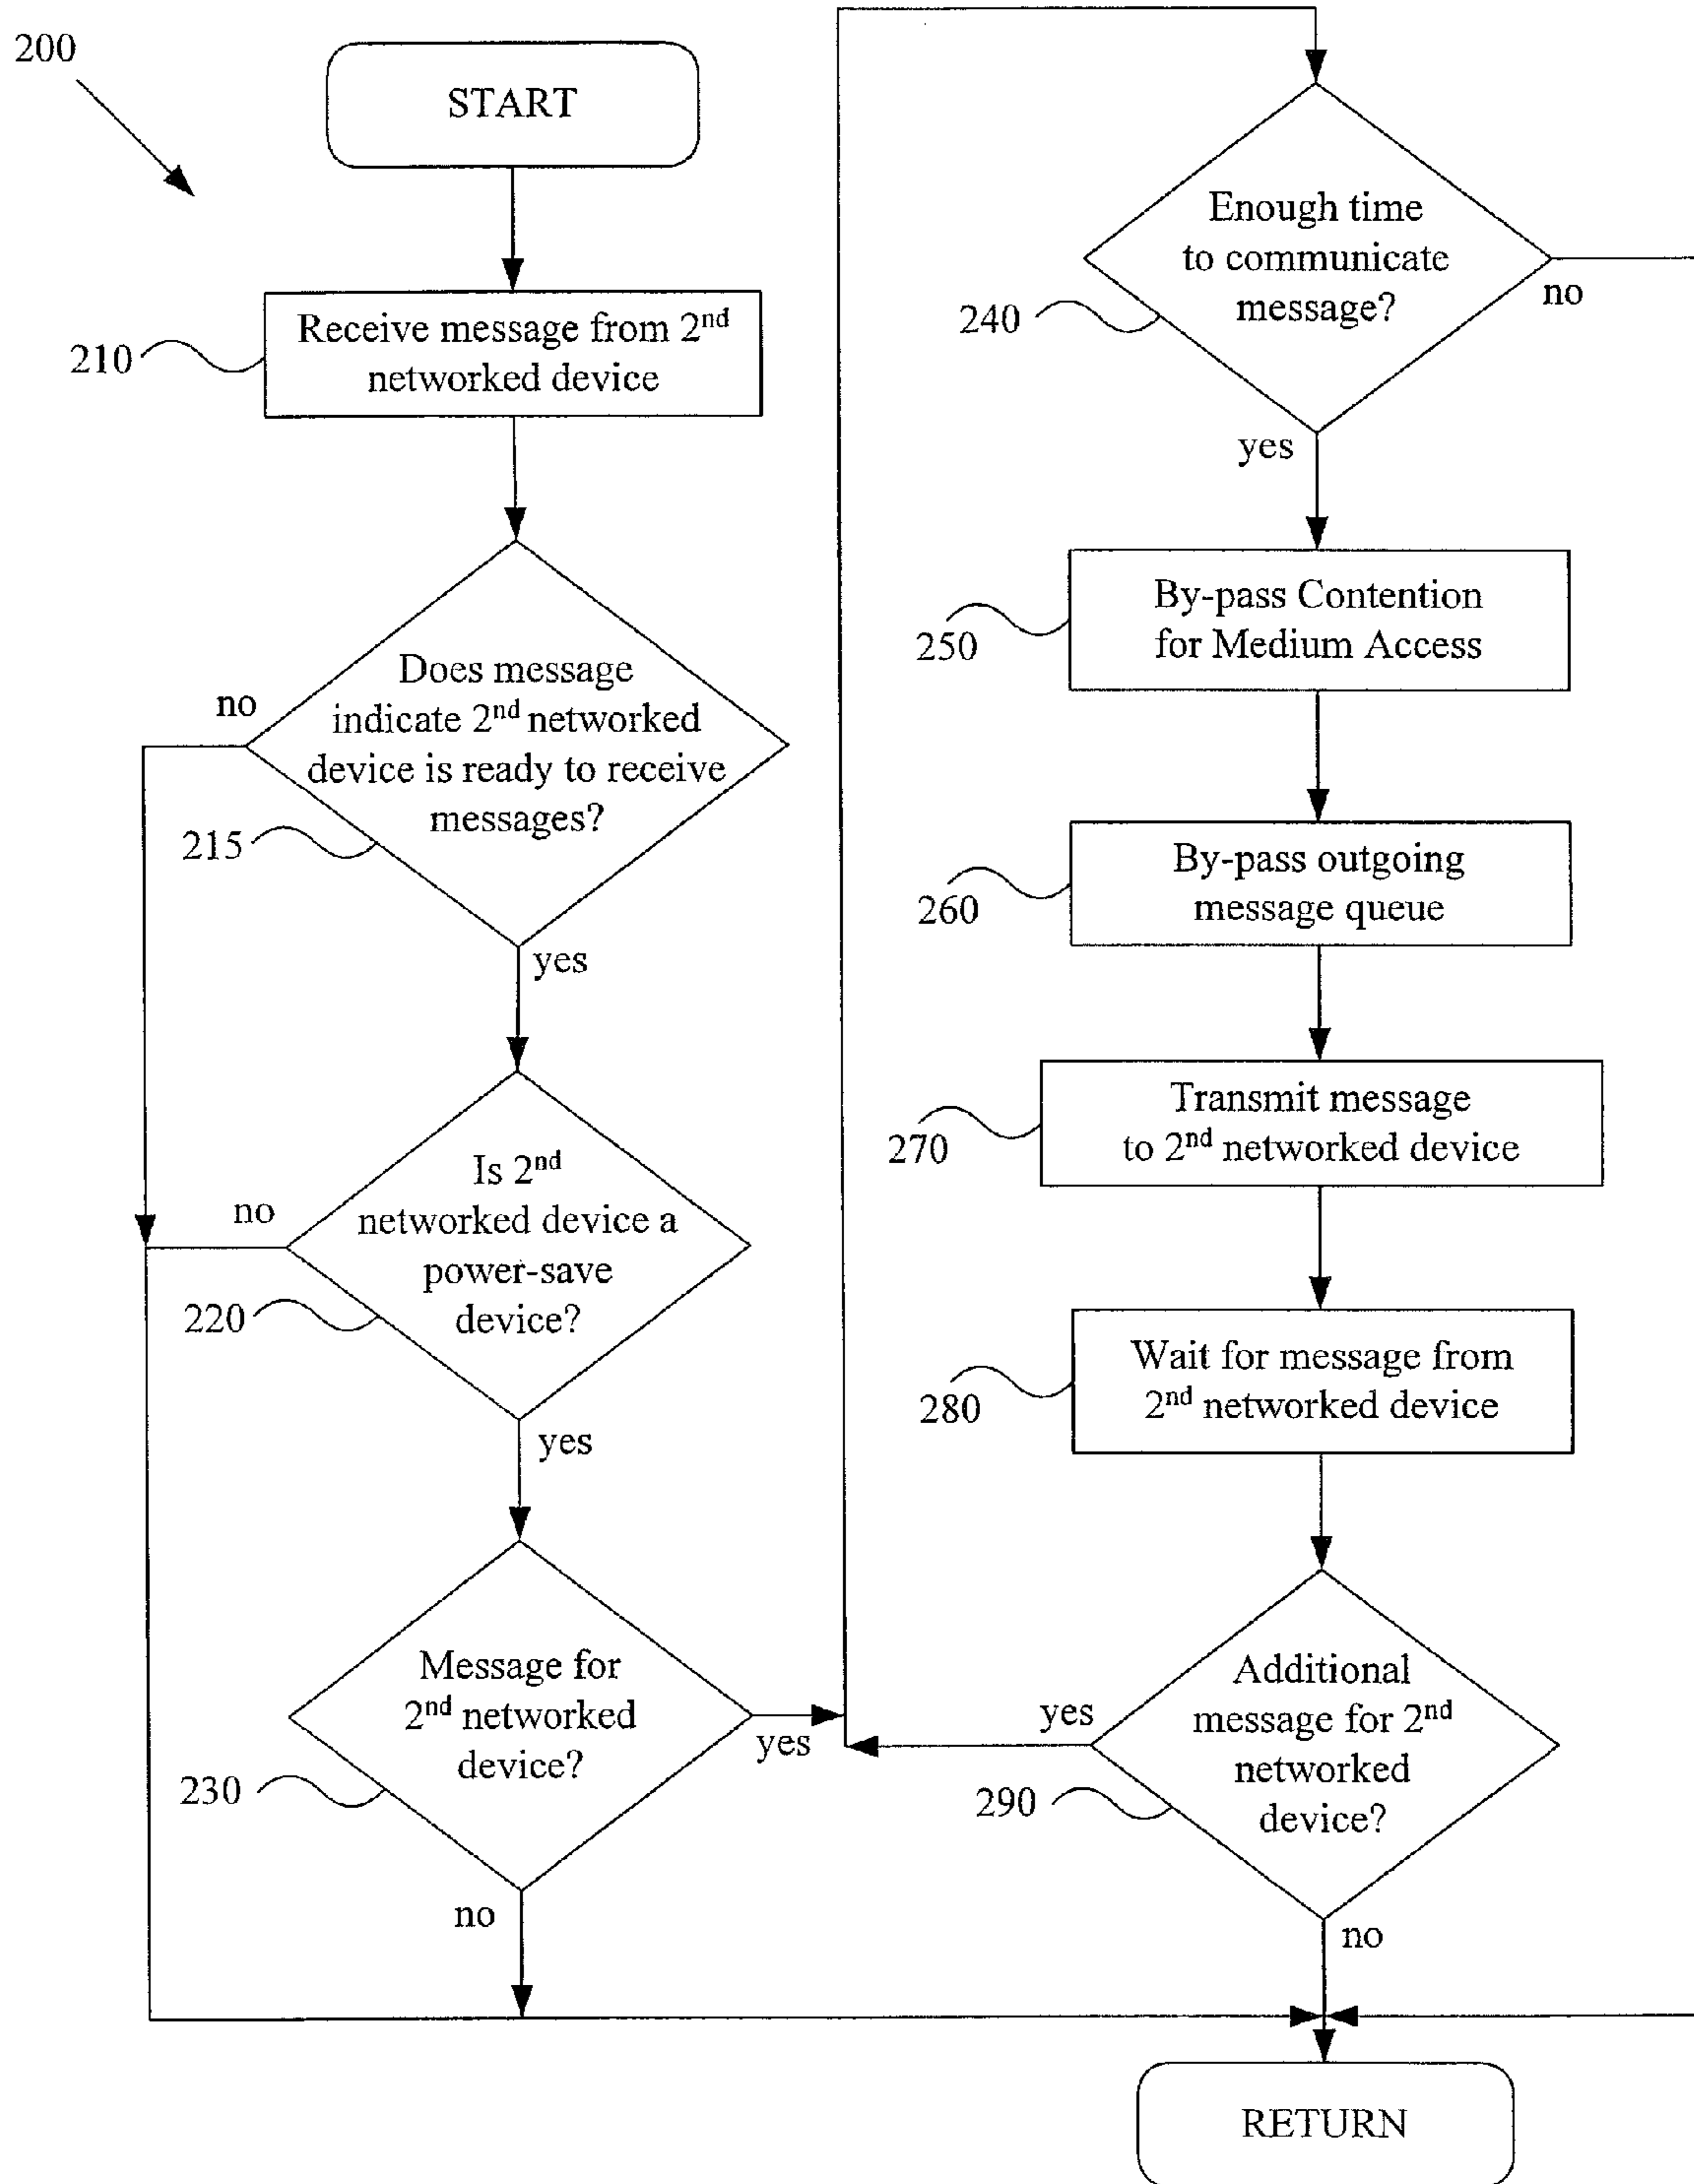 200
START
210
Receive message from 2nd
networked device
no
Does message
indicate 2nd networked
device is ready to receive
messages?
215
yes
no
Is 2nd
networked device a
power-save
device?
220
yes
Message for
2nd networked
device?
230
yes
no
Enough time
to communicate
message?
240
no
yes
By-pass Contention
for Medium Access
250
By-pass outgoing
message queue
260
Transmit message
to 2nd networked device
270
Wait for message from
2nd networked device
280
Additional
message for 2nd
networked
device?
yes
290
no
RETURN